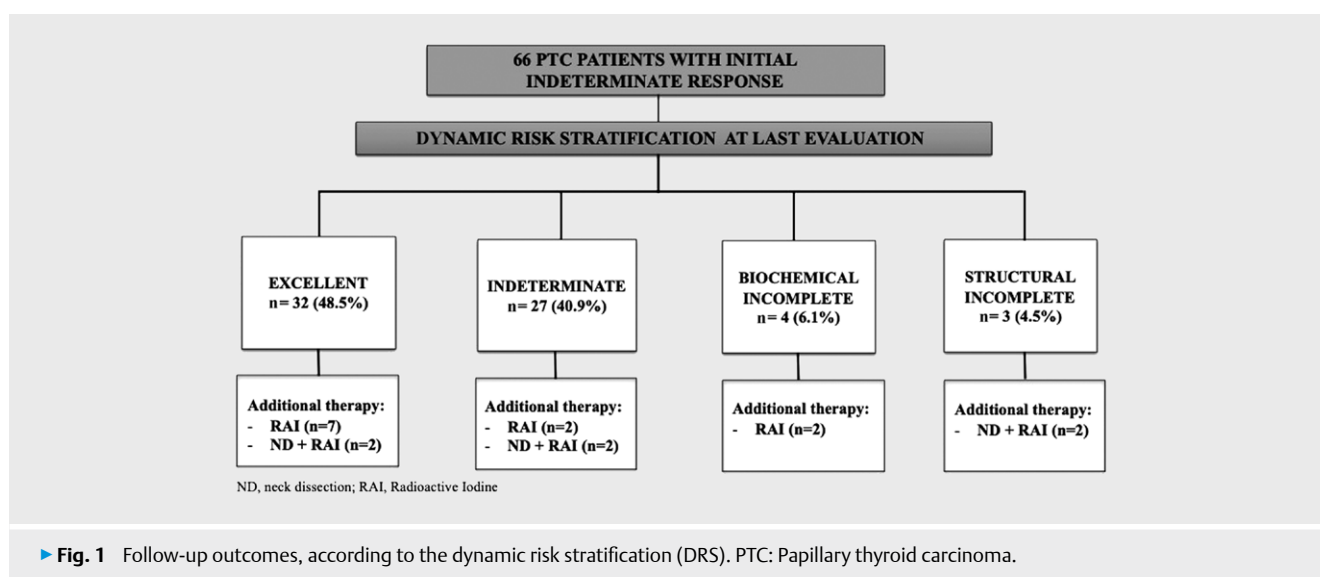 66 PTC PATIENTS WITH INITIAL
INDETERMINATE RESPONSE
DYNAMIC RISK STRATIFICATION AT LAST EVALUATION
EXCELLENT
n= 32 (48.5%)
INDETERMINATE
n= 27 (40.9%)
BIOCHEMICAL
INCOMPLETE
n= 4 (6.1%)
STRUCTURAL
INCOMPLETE
n= 3 (4.5%)
Additional therapy:
- RAI (n=7)
- ND + RAI (n=2)
Additional therapy:
- RAI (n=2)
- ND + RAI (n=2)
Additional therapy:
- RAI (n=2)
Additional therapy:
- ND + RAI (n=2)
ND, neck dissection; RAI, Radioactive Iodine
▶ Fig. 1 Follow-up outcomes, according to the dynamic risk stratification (DRS). PTC: Papillary thyroid carcinoma.